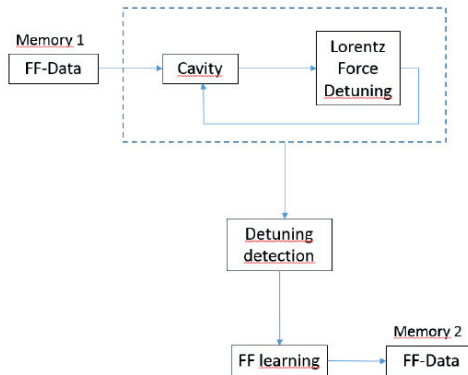 Memory 1
FF-Data
Cavity
Lorentz
Force
Detuning
Detuning
detection
Memory 2
FF learning
FF-Data